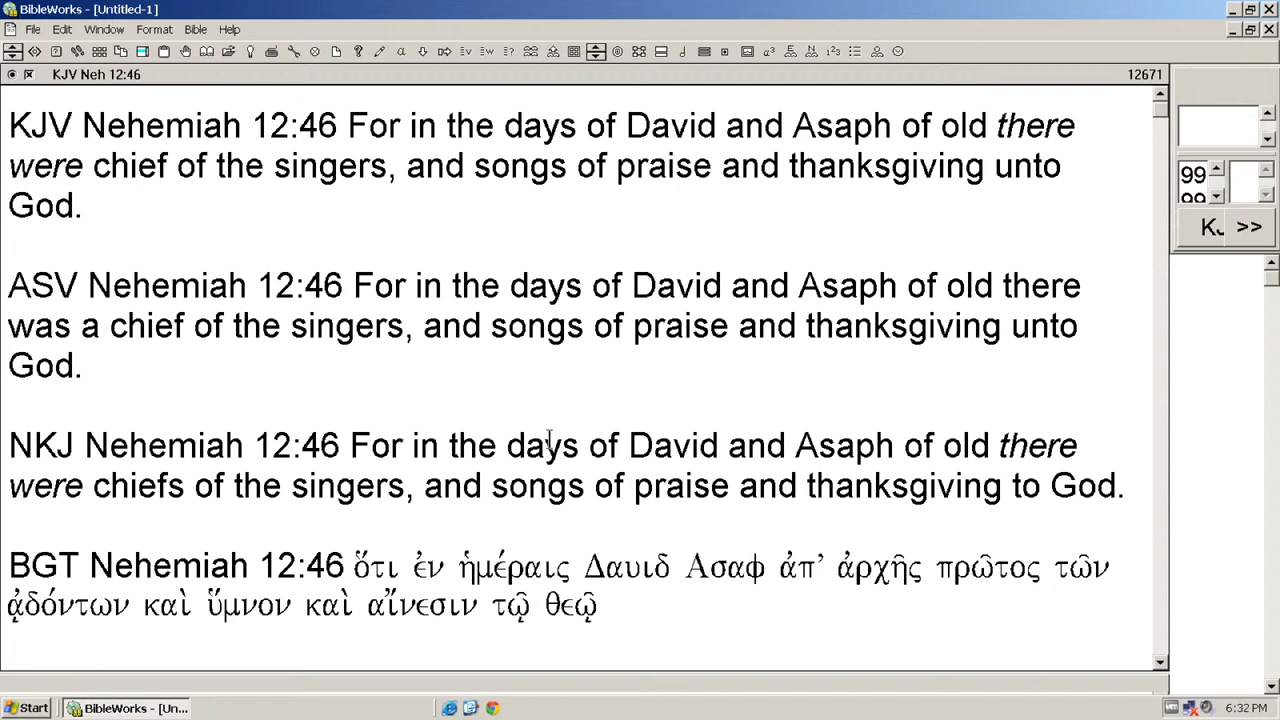 BibleWorks - [Untitled-1]
File Edit Window Format Bible Help
KJV Neh 12:46 12671
KJV Nehemiah 12:46 For in the days of David and Asaph of old there
were chief of the singers, and songs of praise and thanksgiving unto
God.
ASV Nehemiah 12:46 For in the days of David and Asaph of old there
was a chief of the singers, and songs of praise and thanksgiving unto
God.
NKJ Nehemiah 12:46 For in the days of David and Asaph of old there
were chiefs of the singers, and songs of praise and thanksgiving to God.
BGT Nehemiah 12:46 ὅτι ἐν ἡμέραις Δαυιδ Ασαφ ἀπ’ ἀρχῆς πρῶτος τῶν
ᾀδόντων καὶ ὕμνον καὶ αἴνεσιν τῷ θεῷ
99
>>
Start BibleWorks - [Un... 6:32 PM